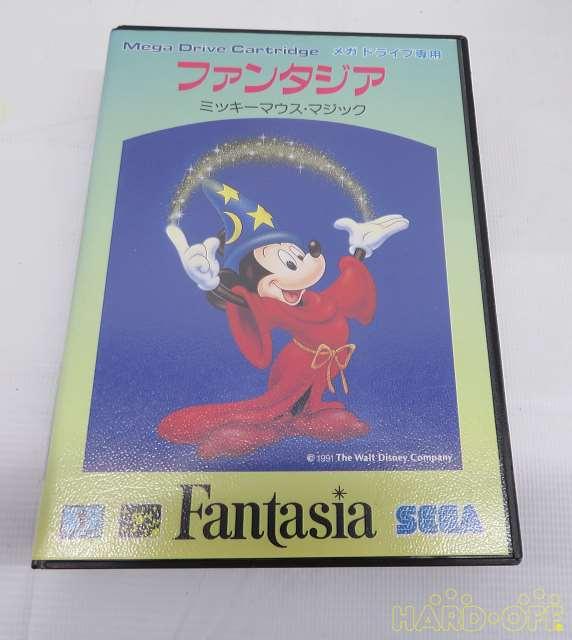 Mega Drive Cartridge メガドライブ専用
ファンタジア
ミッキーマウス・マジック
© 1991 The Walt Disney Company
Fantasia SEGA
HARD·OFF